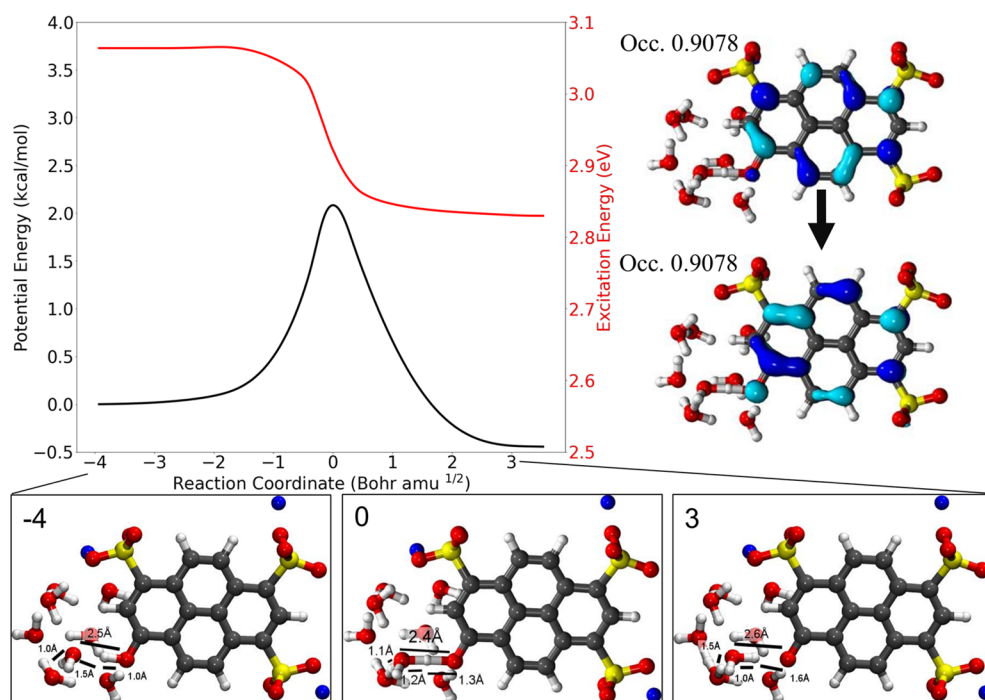 4.0
3.5
3.0
2.5
2.0
1.5
1.0
0.5
0.0
−0.5
Potential Energy (kcal/mol)
3.1
3.0
2.9
2.8
2.7
2.6
2.5
Excitation Energy (eV)
−4 −3 −2 −1 0 1 2 3
Reaction Coordinate (Bohr amu 1/2)
Occ. 0.9078
Occ. 0.9078
-4
2.5Å
1.0Å
1.5Å
1.0Å
0
2.4Å
1.1Å
1.2Å
1.3Å
3
2.6Å
1.5Å
1.0Å
1.6Å